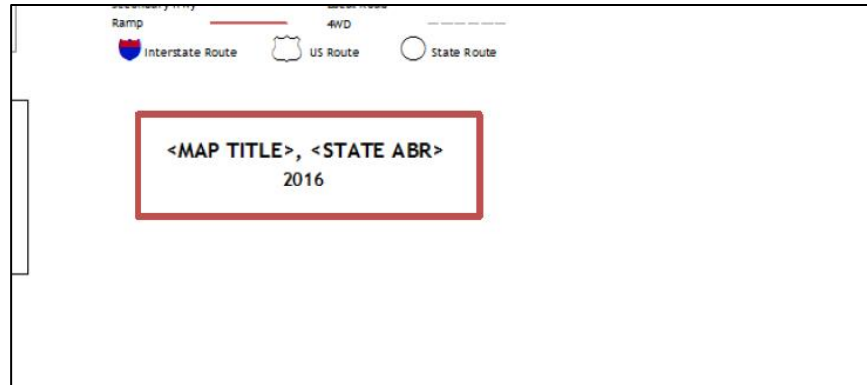 Ramp
4WD
Interstate Route
US Route
State Route
<MAP TITLE>, <STATE ABR>
2016